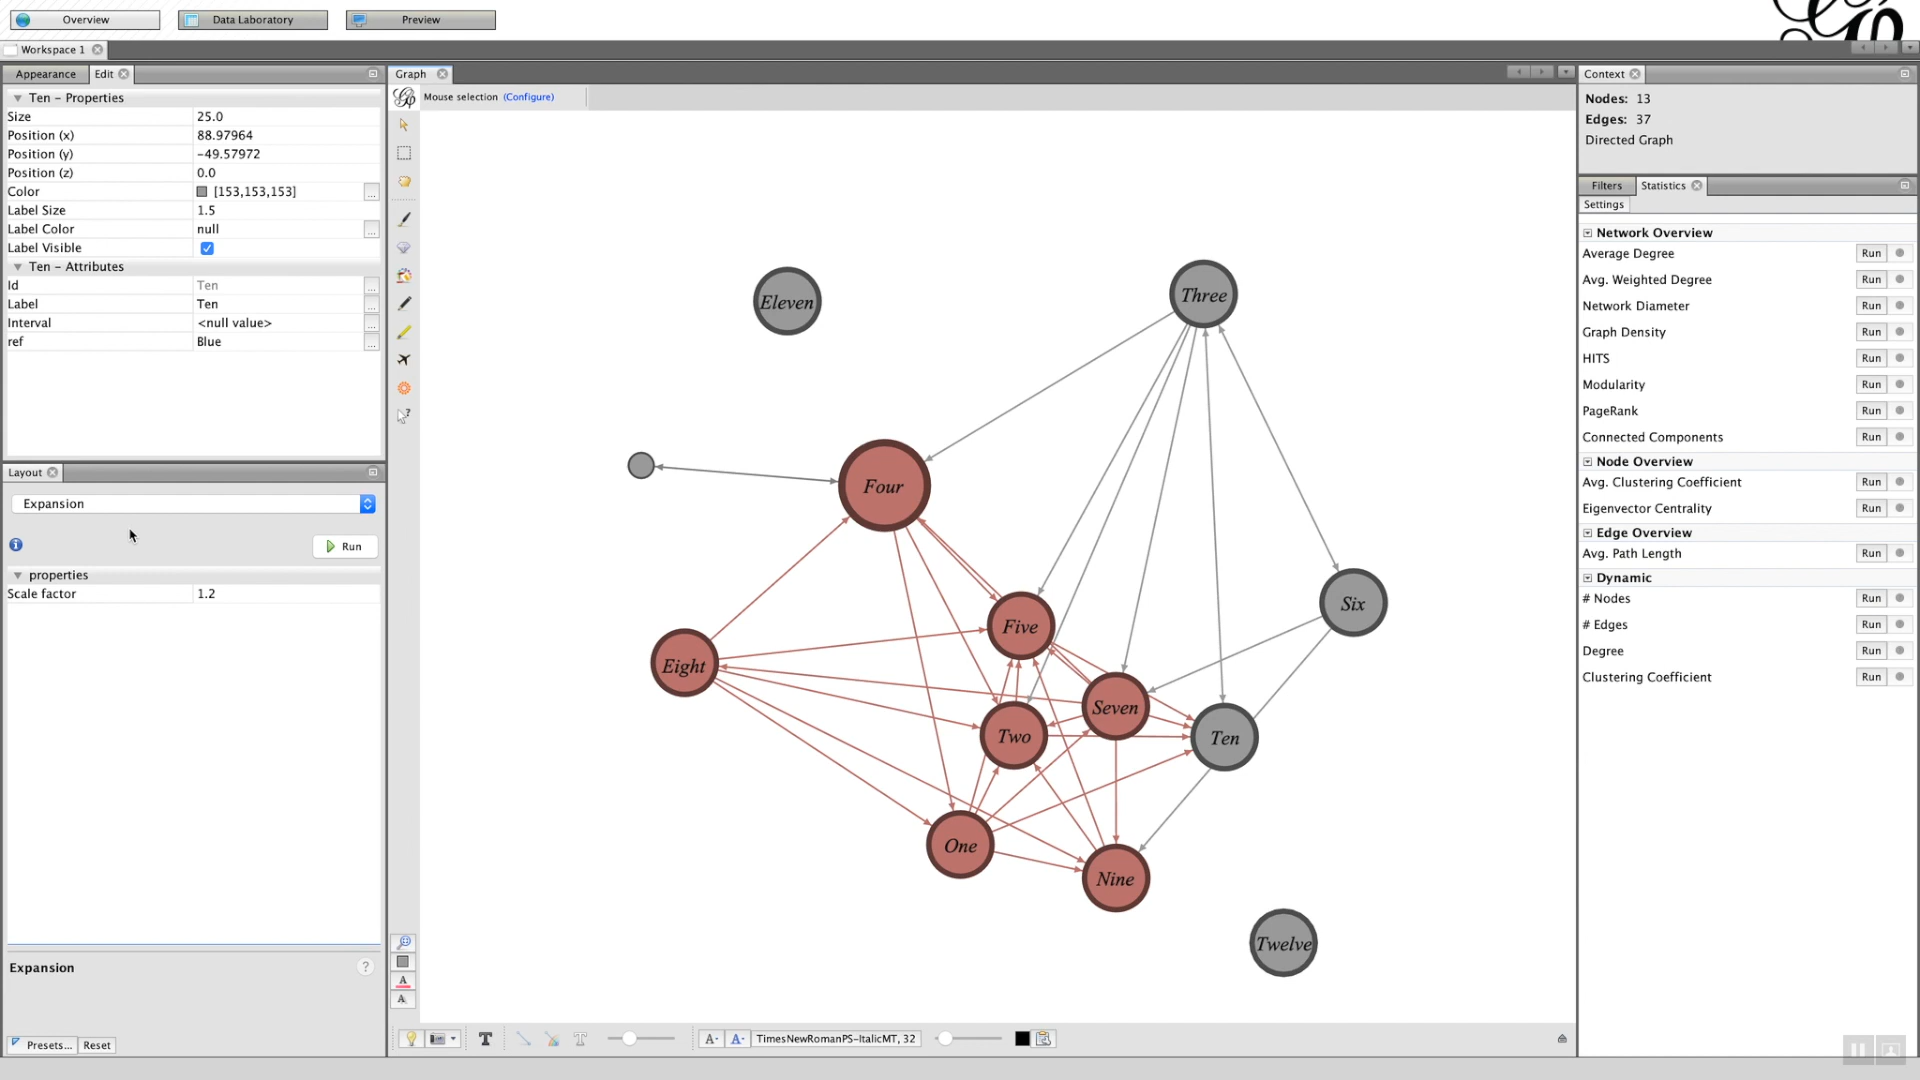 Overview
Data Laboratory
Preview
Workspace 1
Appearance
Edit
Ten - Properties
Size 25.0
Position (x) 88.97964
Position (y) -49.57972
Position (z) 0.0
Color [153,153,153] ...
Label Size 1.5
Label Color null ...
Label Visible
Ten - Attributes
Id Ten ...
Label Ten ...
Interval <null value> ...
ref Blue ...
Layout
Expansion
Run
properties
Scale factor 1.2
Expansion
?
Presets...
Reset
Graph
Mouse selection (Configure)
Eleven
Three
Four
Six
Five
Eight
Seven
Two
Ten
One
Nine
Twelve
A
A
T
T
A-
A-
TimesNewRomanPS-ItalicMT, 32
Context
Nodes: 13
Edges: 37
Directed Graph
Filters
Statistics
Settings
Network Overview
Average Degree Run
Avg. Weighted Degree Run
Network Diameter Run
Graph Density Run
HITS Run
Modularity Run
PageRank Run
Connected Components Run
Node Overview
Avg. Clustering Coefficient Run
Eigenvector Centrality Run
Edge Overview
Avg. Path Length Run
Dynamic
# Nodes Run
# Edges Run
Degree Run
Clustering Coefficient Run